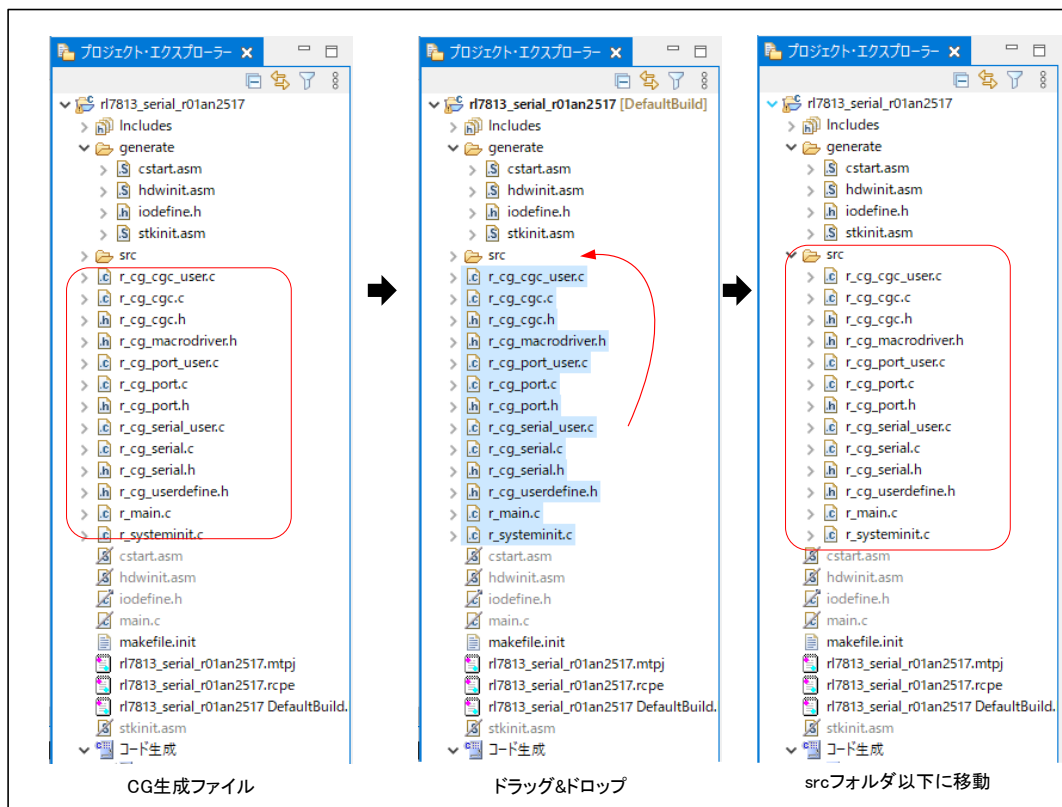 プロジェクト・エクスプローラー
rl7813_serial_r01an2517
Includes
generate
cstart.asm
hdwinit.asm
iodefine.h
stkinit.asm
src
r_cg_cgc_user.c
r_cg_cgc.c
r_cg_cgc.h
r_cg_macrodriver.h
r_cg_port_user.c
r_cg_port.c
r_cg_port.h
r_cg_serial_user.c
r_cg_serial.c
r_cg_serial.h
r_cg_userdefine.h
r_main.c
r_systeminit.c
cstart.asm
hdwinit.asm
iodefine.h
main.c
makefile.init
rl7813_serial_r01an2517.mtpj
rl7813_serial_r01an2517.rcpe
rl7813_serial_r01an2517 DefaultBuild.
stkinit.asm
コード生成
CG生成ファイル
プロジェクト・エクスプローラー
rl7813_serial_r01an2517 [DefaultBuild]
Includes
generate
cstart.asm
hdwinit.asm
iodefine.h
stkinit.asm
src
r_cg_cgc_user.c
r_cg_cgc.c
r_cg_cgc.h
r_cg_macrodriver.h
r_cg_port_user.c
r_cg_port.c
r_cg_port.h
r_cg_serial_user.c
r_cg_serial.c
r_cg_serial.h
r_cg_userdefine.h
r_main.c
r_systeminit.c
cstart.asm
hdwinit.asm
iodefine.h
main.c
makefile.init
rl7813_serial_r01an2517.mtpj
rl7813_serial_r01an2517.rcpe
rl7813_serial_r01an2517 DefaultBuild.
stkinit.asm
コード生成
ドラッグ&ドロップ
プロジェクト・エクスプローラー
rl7813_serial_r01an2517
Includes
generate
cstart.asm
hdwinit.asm
iodefine.h
stkinit.asm
src
r_cg_cgc_user.c
r_cg_cgc.c
r_cg_cgc.h
r_cg_macrodriver.h
r_cg_port_user.c
r_cg_port.c
r_cg_port.h
r_cg_serial_user.c
r_cg_serial.c
r_cg_serial.h
r_cg_userdefine.h
r_main.c
r_systeminit.c
cstart.asm
hdwinit.asm
iodefine.h
main.c
makefile.init
rl7813_serial_r01an2517.mtpj
rl7813_serial_r01an2517.rcpe
rl7813_serial_r01an2517 DefaultBuild.
stkinit.asm
コード生成
srcフォルダ以下に移動